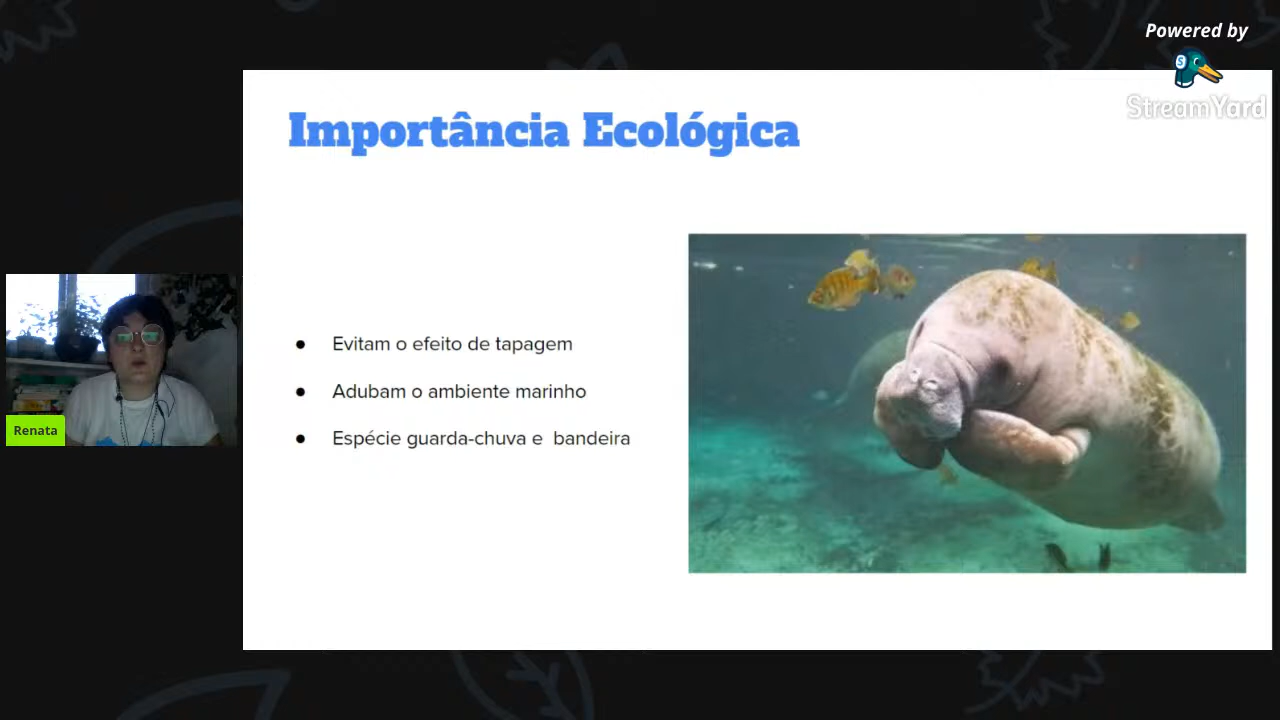 Powered by
StreamYard
Importância Ecológica
Evitam o efeito de tapagem
Adubam o ambiente marinho
Espécie guarda-chuva e  bandeira
Renata